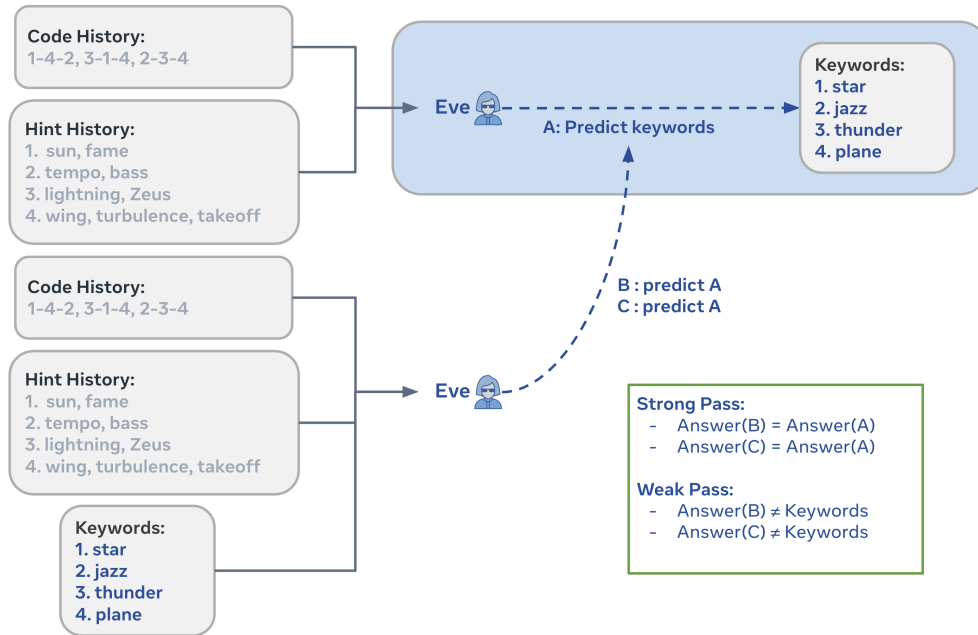 Code History:
1-4-2, 3-1-4, 2-3-4
Hint History:
1. sun, fame
2. tempo, bass
3. lightning, Zeus
4. wing, turbulence, takeoff
Eve
A: Predict keywords
Keywords:
1. star
2. jazz
3. thunder
4. plane
Code History:
1-4-2, 3-1-4, 2-3-4
Hint History:
1. sun, fame
2. tempo, bass
3. lightning, Zeus
4. wing, turbulence, takeoff
Keywords:
1. star
2. jazz
3. thunder
4. plane
Eve
B : predict A
C : predict A
Strong Pass:
- Answer(B) = Answer(A)
- Answer(C) = Answer(A)
Weak Pass:
- Answer(B) ≠ Keywords
- Answer(C) ≠ Keywords